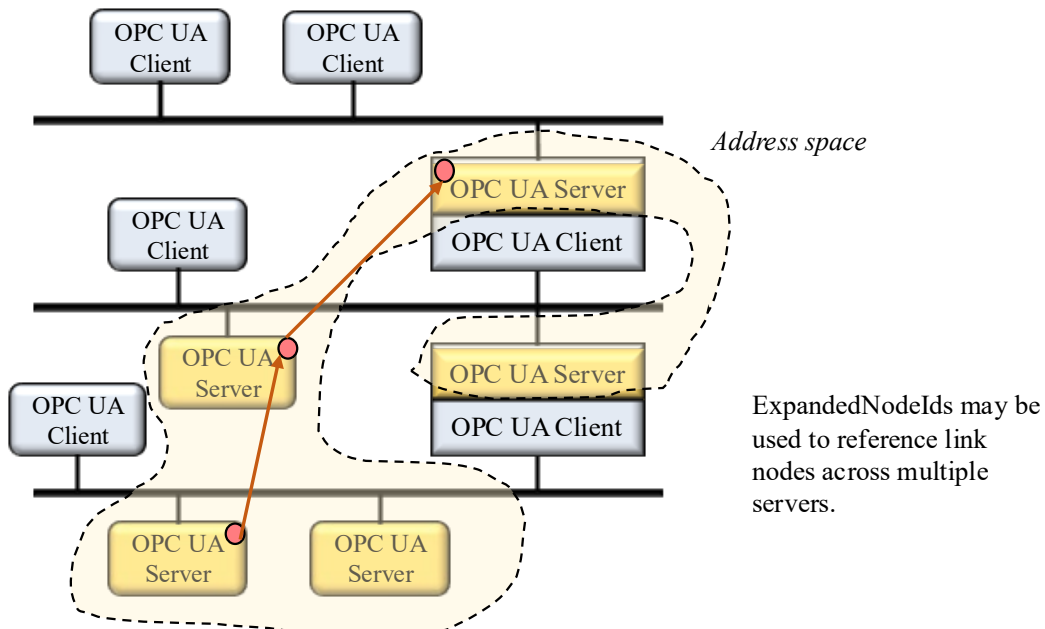 OPC UA
Client
OPC UA
Client
Address space
OPC UA Server
OPC UA Client
OPC UA
Client
OPC UA
Server
OPC UA Server
OPC UA Client
OPC UA
Client
ExpandedNodeIds may be
used to reference link
nodes across multiple
servers.
OPC UA
Server
OPC UA
Server